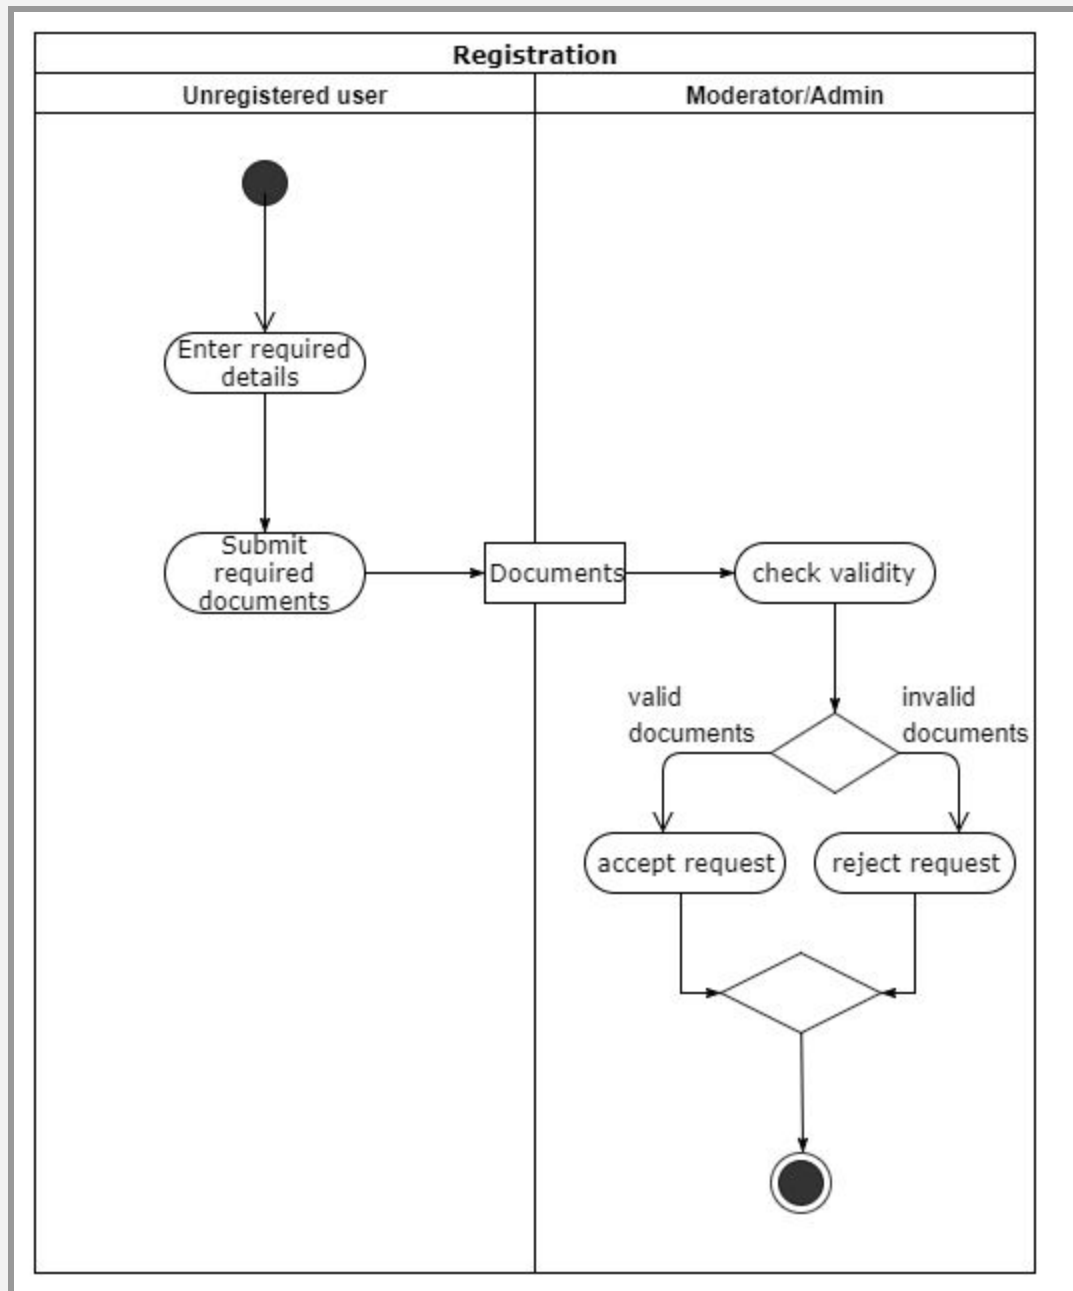 Registration
Unregistered user
Moderator/Admin
Enter required
details
Submit
required
documents
Documents
check validity
valid
documents
invalid
documents
accept request
reject request